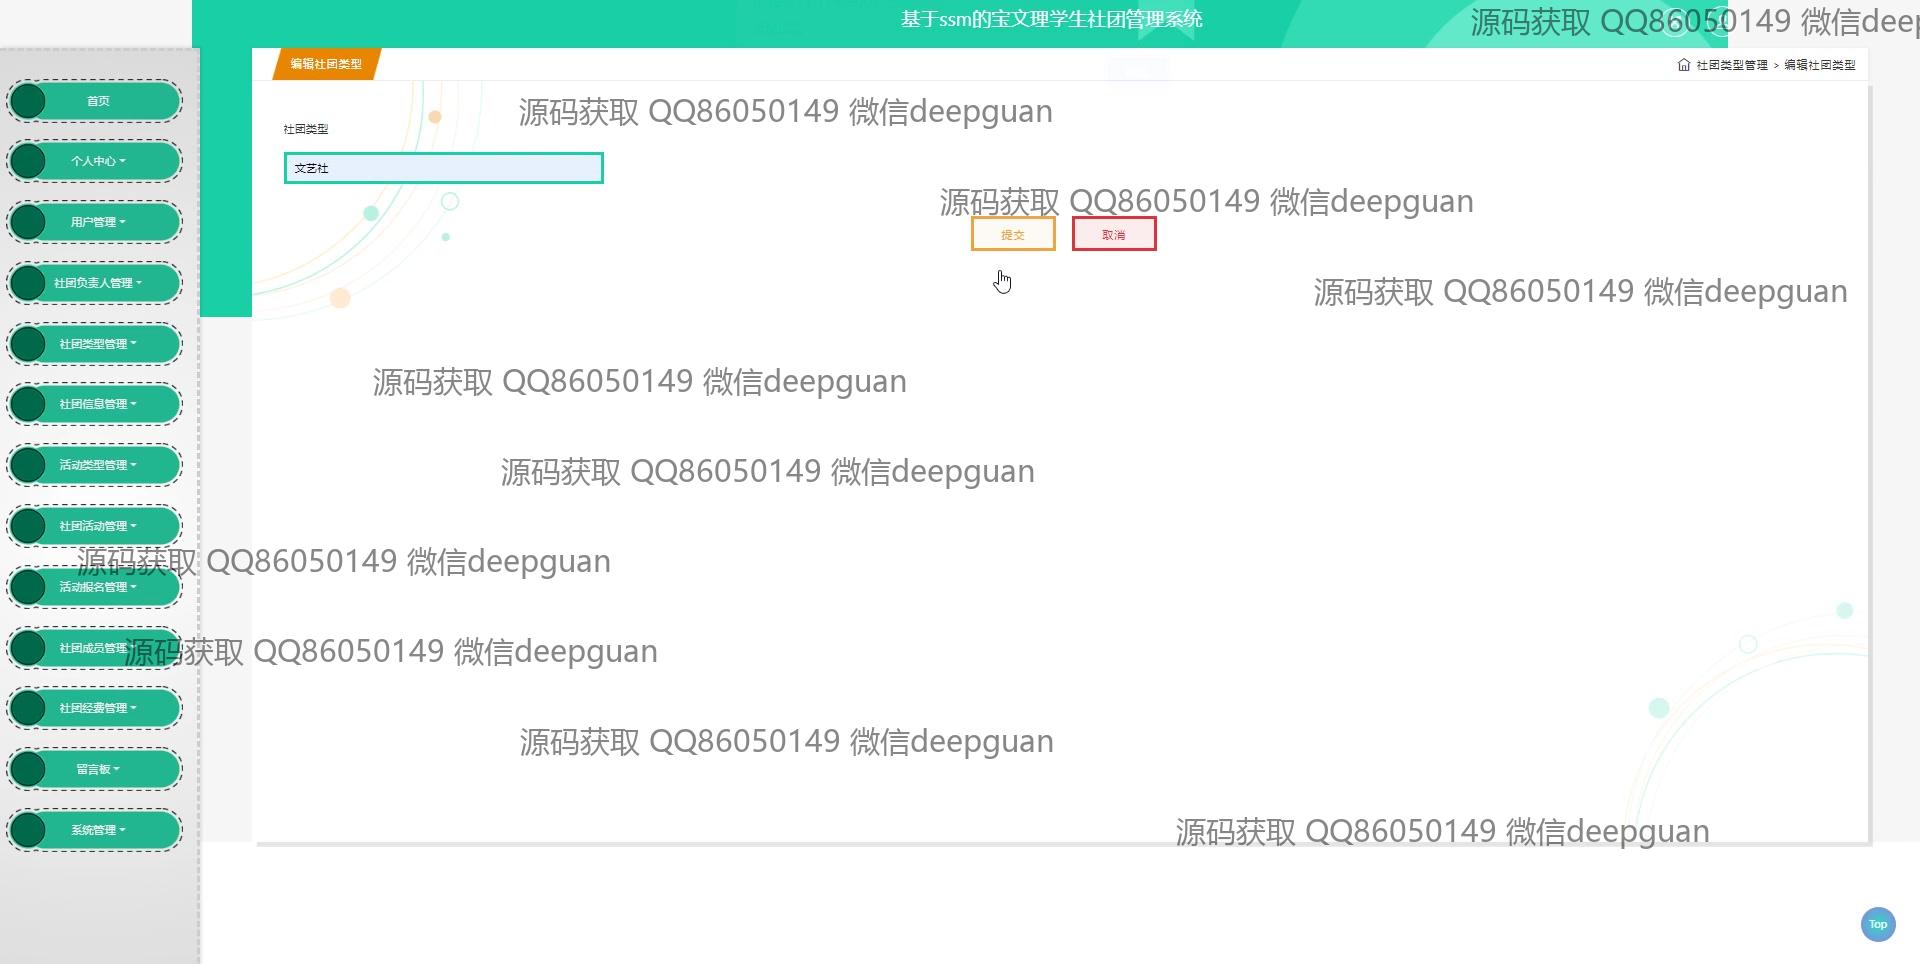 基于ssm的宝文理学生社团管理系统
源码获取 QQ86050149 微信deep
编辑社团类型
社团类型管理 > 编辑社团类型
首页
源码获取 QQ86050149 微信deepguan
社团类型
个人中心
文艺社
源码获取 QQ86050149 微信deepguan
用户管理
提交
取消
社团负责人管理
源码获取 QQ86050149 微信deepguan
社团类型管理
源码获取 QQ86050149 微信deepguan
社团信息管理
活动类型管理
源码获取 QQ86050149 微信deepguan
社团活动管理
源码获取 QQ86050149 微信deepguan
活动报名管理
社团成员管理
源码获取 QQ86050149 微信deepguan
社团经费管理
源码获取 QQ86050149 微信deepguan
留言板
系统管理
源码获取 QQ86050149 微信deepguan
Top